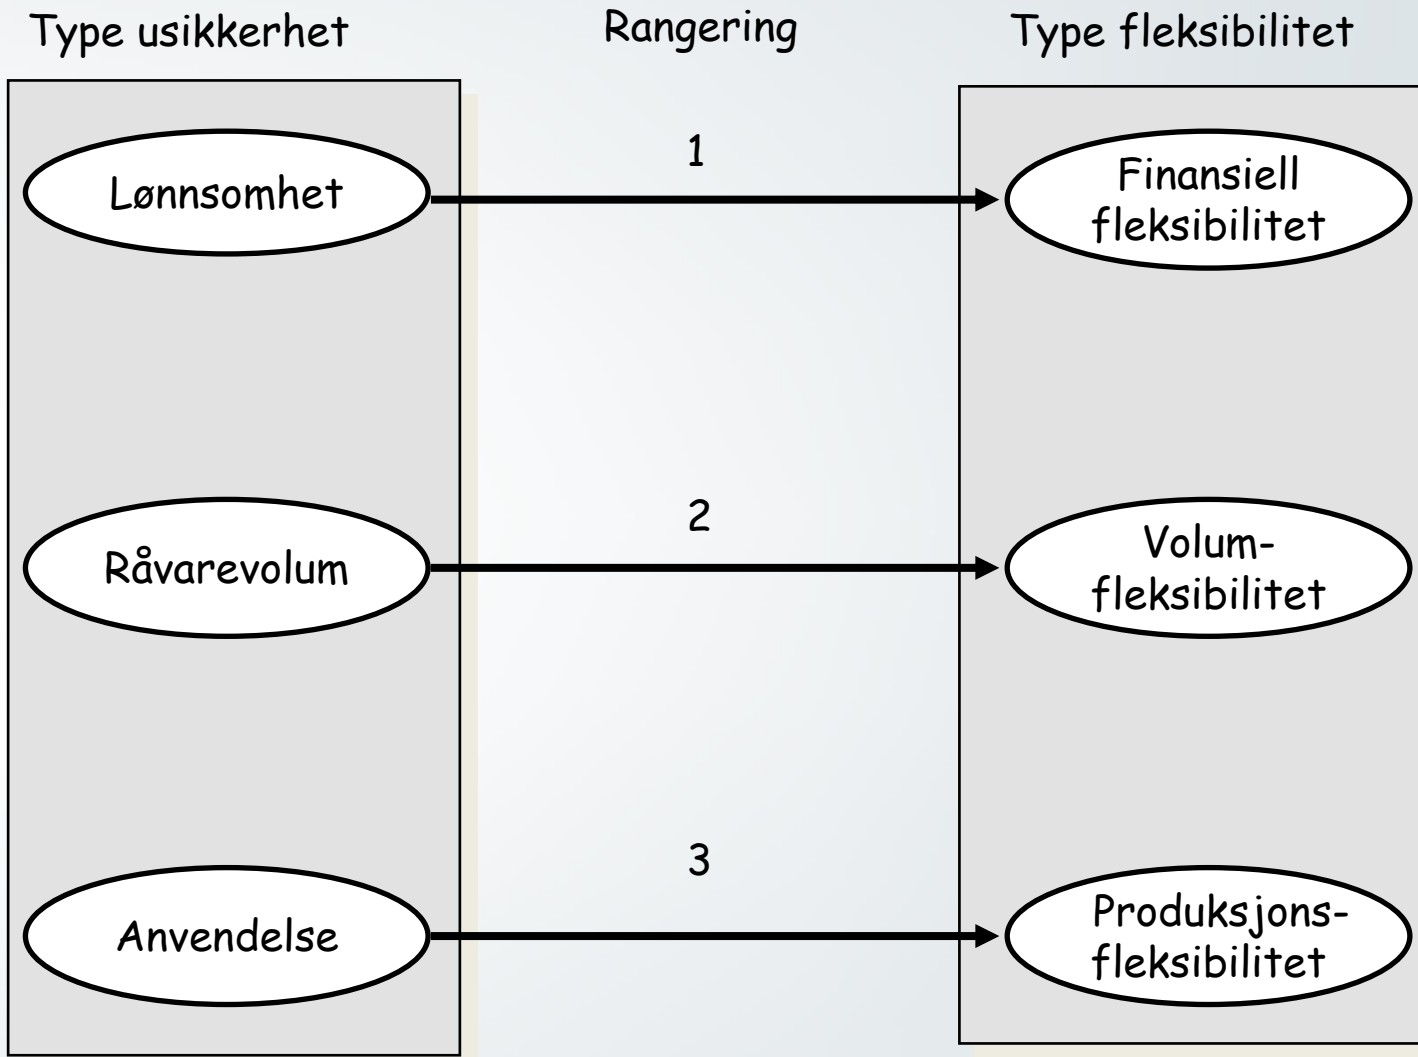 Type usikkerhet
Rangering
Type fleksibilitet
Lønnsomhet
1
Finansiell
fleksibilitet
Råvarevolum
2
Volum-
fleksibilitet
Anvendelse
3
Produksjons-
fleksibilitet